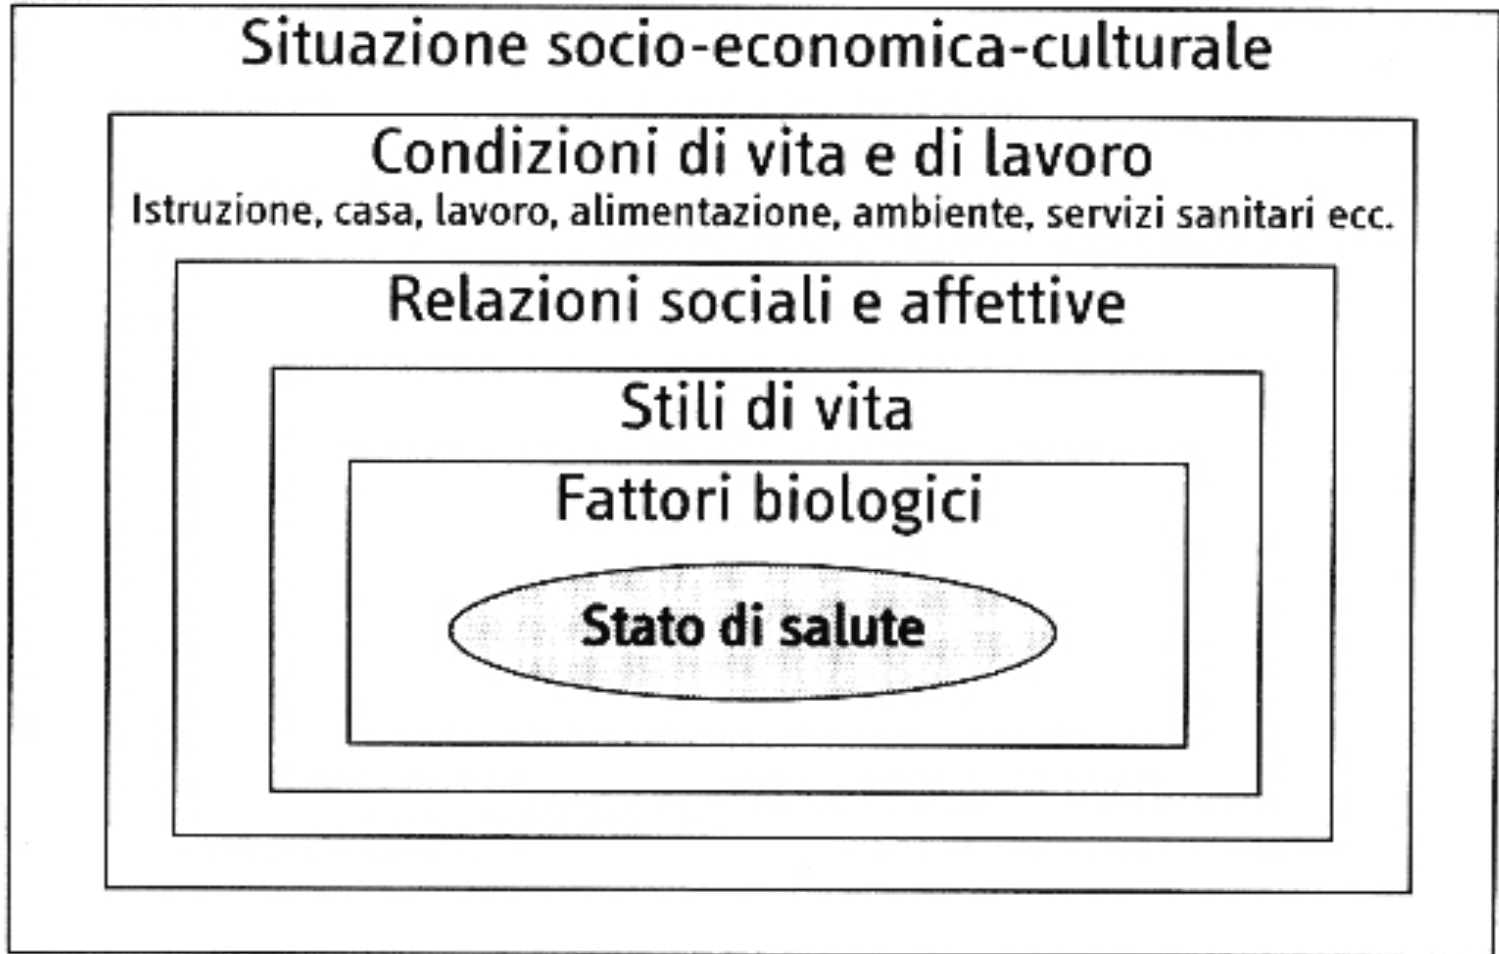 Situazione socio-economica-culturale
Condizioni di vita e di lavoro
Istruzione, casa, lavoro, alimentazione, ambiente, servizi sanitari ecc.
Relazioni sociali e affettive
Stili di vita
Fattori biologici
Stato di salute